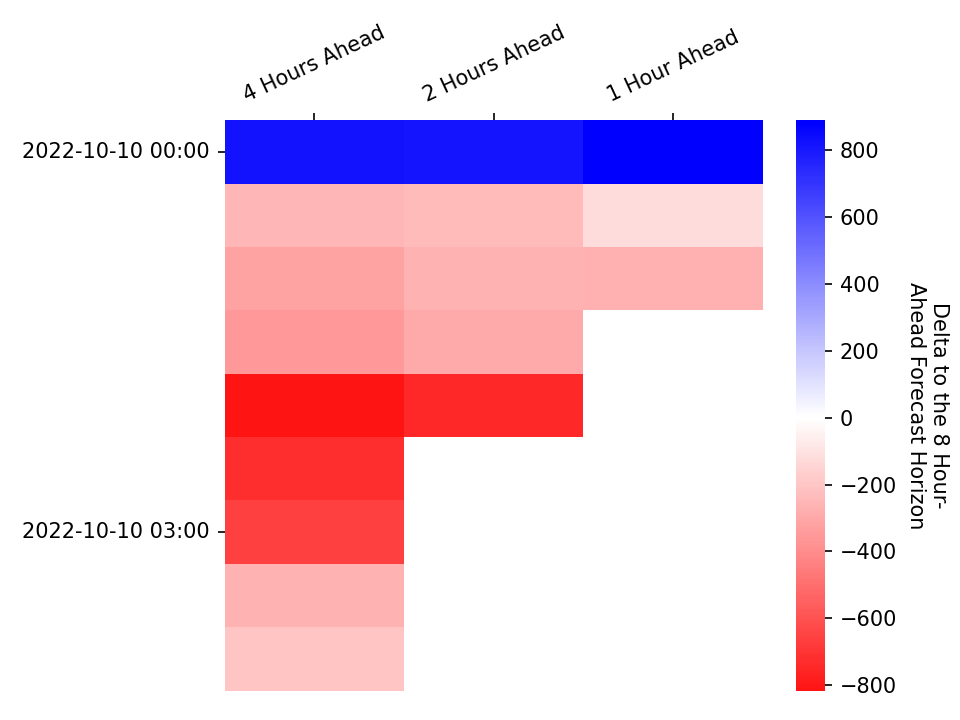 4 Hours Ahead
2 Hours Ahead
1 Hour Ahead
2022-10-10 00:00
2022-10-10 03:00
800
600
400
200
0
−200
−400
−600
−800
Delta to the 8 Hour-
Ahead Forecast Horizon